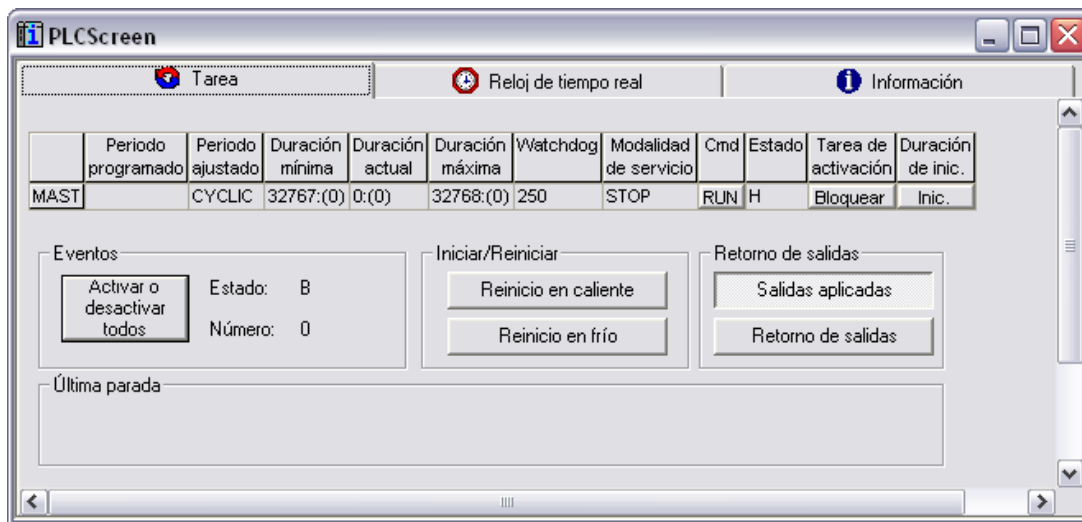 PLCScreen
Tarea
Reloj de tiempo real
Información
Periodo programado
Periodo ajustado
Duración mínima
Duración actual
Duración máxima
Watchdog
Modalidad de servicio
Cmd
Estado
Tarea de activación
Duración de inic.
MAST
CYCLIC
32767:(0)
0:(0)
32768:(0)
250
STOP
RUN
H
Bloquear
Inic.
Eventos
Activar o
desactivar
todos
Estado: B
Número: 0
Iniciar/Reiniciar
Reinicio en caliente
Reinicio en frío
Retorno de salidas
Salidas aplicadas
Retorno de salidas
Última parada